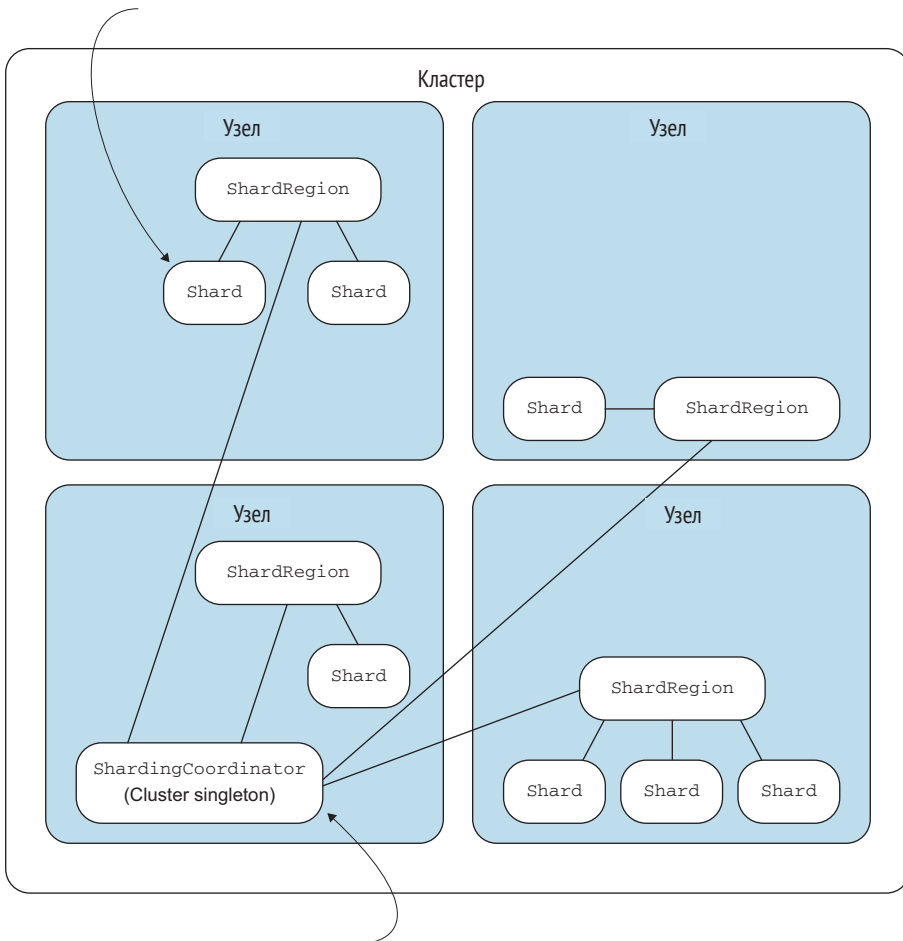 Кластер
Узел
ShardRegion
Shard
Shard
Узел
Shard
ShardRegion
Узел
ShardRegion
Shard
ShardingCoordinator
(Cluster singleton)
Узел
ShardRegion
Shard
Shard
Shard